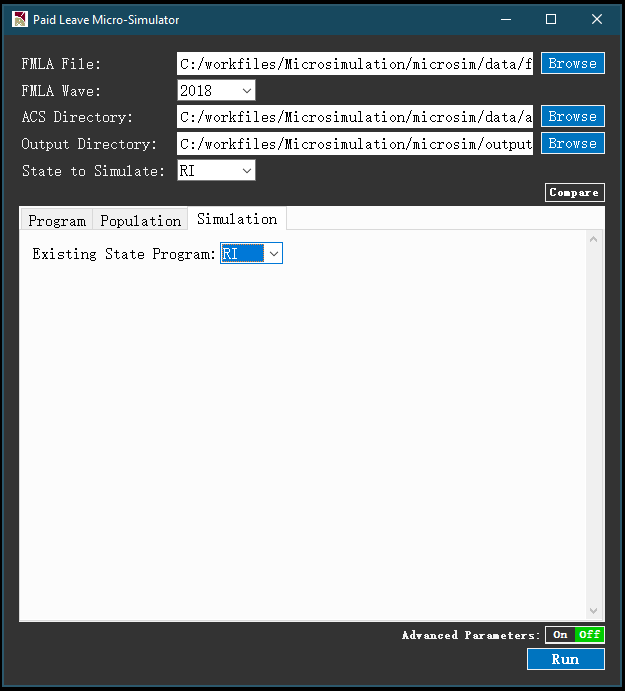 Paid Leave Micro-Simulator
FMLA File: C:/workfiles/Microsimulation/microsim/data/f Browse
FMLA Wave: 2018
ACS Directory: C:/workfiles/Microsimulation/microsim/data/a Browse
Output Directory: C:/workfiles/Microsimulation/microsim/output Browse
State to Simulate: RI
Compare
Program Population Simulation
Existing State Program: RI
Advanced Parameters: On Off
Run